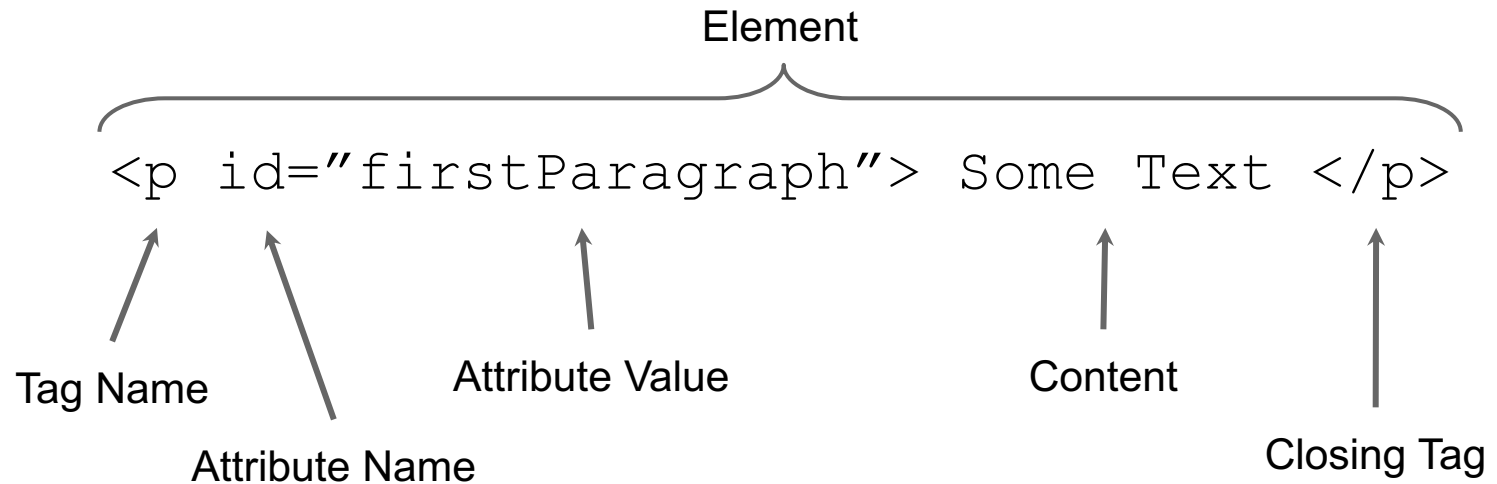 Element
<p id=”firstParagraph”> Some Text </p>
Tag Name
Attribute Value
Content
Attribute Name
Closing Tag